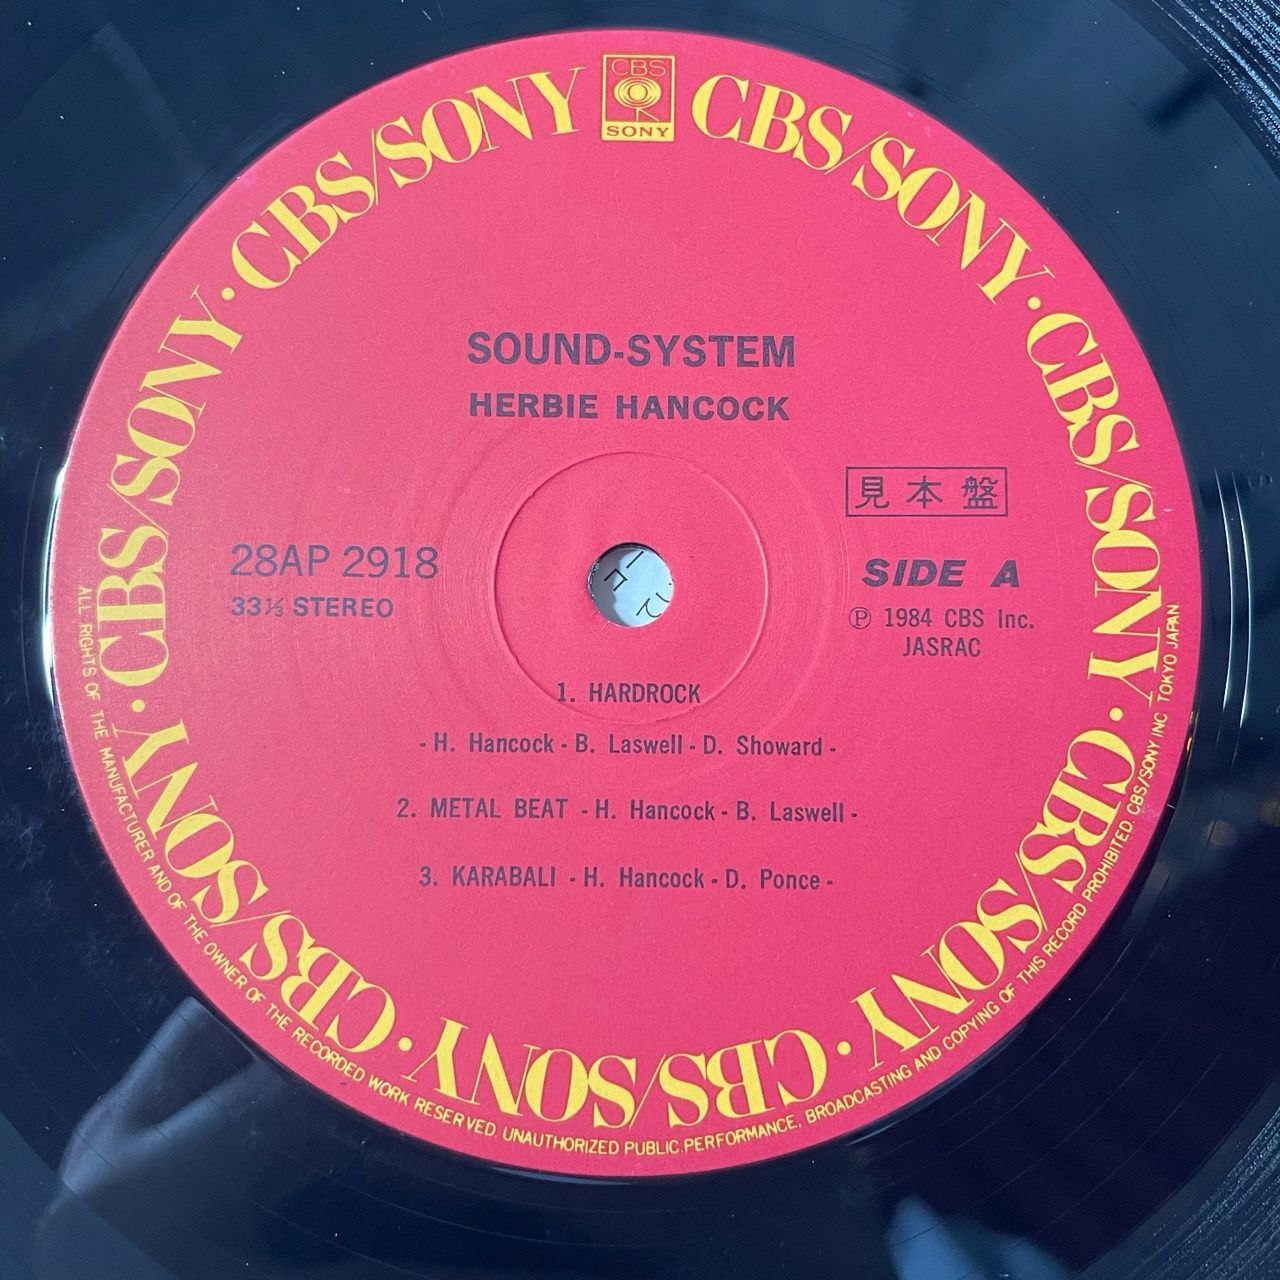 CBS
SONY
CBS/SONY · CBS/SONY · CBS/SONY · CBS/SONY · CBS/SONY · CBS/SONY · CBS/SONY · CBS/SONY
SOUND-SYSTEM
HERBIE HANCOCK
見本盤
28AP 2918
SIDE A
33⅓ STEREO
Ⓟ 1984 CBS Inc.
JASRAC
1. HARDROCK
- H. Hancock - B. Laswell - D. Showard -
2. METAL BEAT - H. Hancock - B. Laswell -
3. KARABALI - H. Hancock - D. Ponce -
ALL RIGHTS OF THE MANUFACTURER AND OF THE OWNER OF THE RECORDED WORK RESERVED. UNAUTHORIZED PUBLIC PERFORMANCE, BROADCASTING AND COPYING OF THIS RECORD PROHIBITED. CBS/SONY INC TOKYO JAPAN.